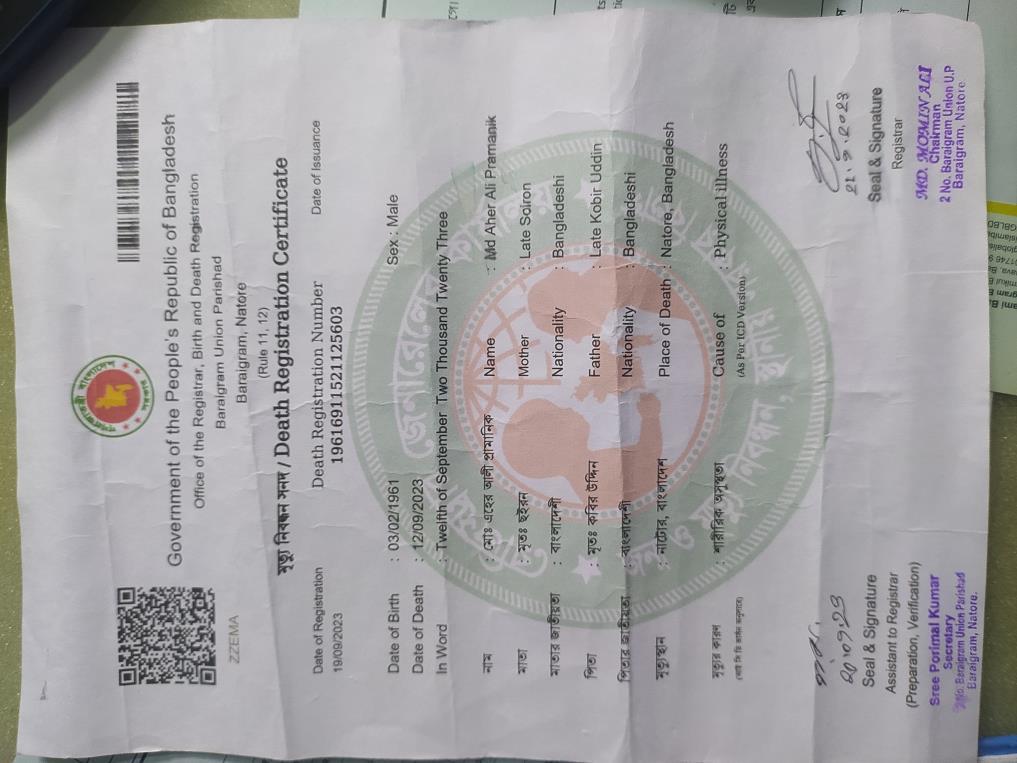 Government of the People's Republic of Bangladesh
Office of the Registrar, Birth and Death Registration
Baraigram Union Parishad
Baraigram, Natore
(Rule 11, 12)
ZZEMA
মৃত্যু নিবন্ধন সনদ / Death Registration Certificate
Date of Registration Death Registration Number Date of Issuance
19/09/2023 19616911521125603
Date of Birth : 03/02/1961 Sex : Male
Date of Death : 12/09/2023
In Word : Twelfth of September Two Thousand Twenty Three
নাম : মোঃ এহের আলী প্রামানিক Name : Md Aher Ali Pramanik
মাতা : মৃতঃ ছইরন Mother : Late Soiron
মাতার জাতীয়তা : বাংলাদেশী Nationality : Bangladeshi
পিতা : মৃতঃ কবির উদ্দিন Father : Late Kobir Uddin
পিতার জাতীয়তা : বাংলাদেশী Nationality : Bangladeshi
মৃত্যুস্থান : নাটোর, বাংলাদেশ Place of Death : Natore, Bangladesh
মৃত্যুর কারণ : শারীরিক অসুস্থতা Cause of : Physical illness
(As Per ICD Version)
21.9.2023
Seal & Signature
Assistant to Registrar
(Preparation, Verification)
Sree Porimal Kumar
Secretary
Baraigram Union Parishad
Baraigram, Natore.
Seal & Signature
Registrar
MD. MOMIN ALI
Chairman
2 No. Baraigram Union U.P
Baraigram, Natore